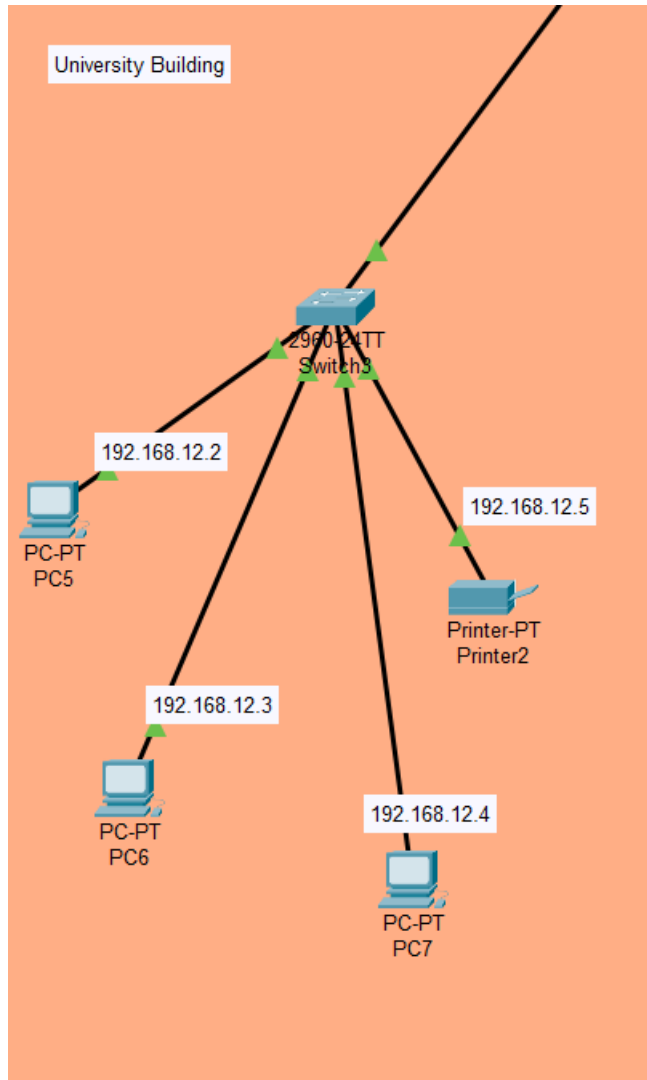 University Building
2960-24TT
Switch3
192.168.12.2
PC-PT
PC5
192.168.12.5
Printer-PT
Printer2
192.168.12.3
PC-PT
PC6
192.168.12.4
PC-PT
PC7